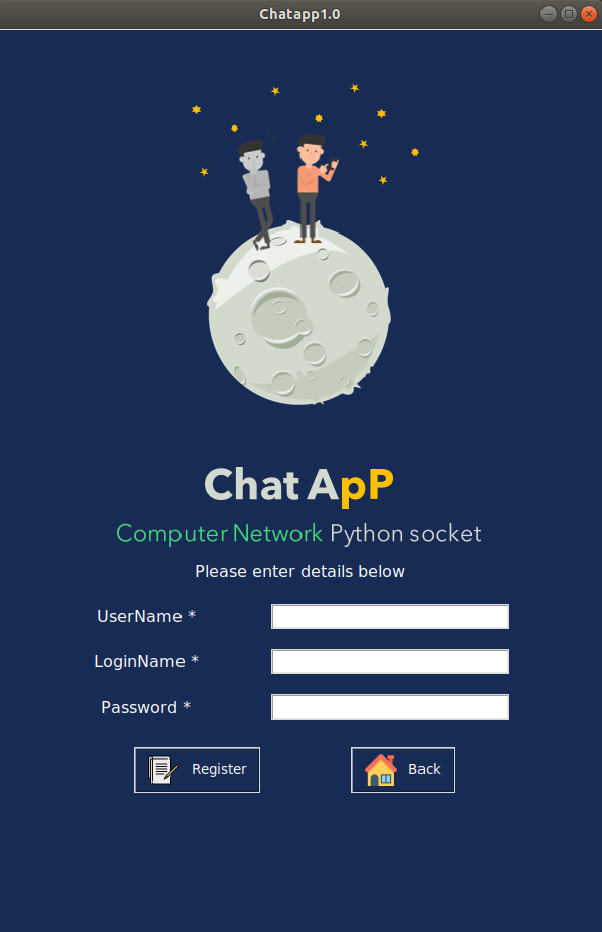 Chatapp1.0
Chat ApP
Computer Network Python socket
Please enter details below
UserName *
LoginName *
Password *
Register Back